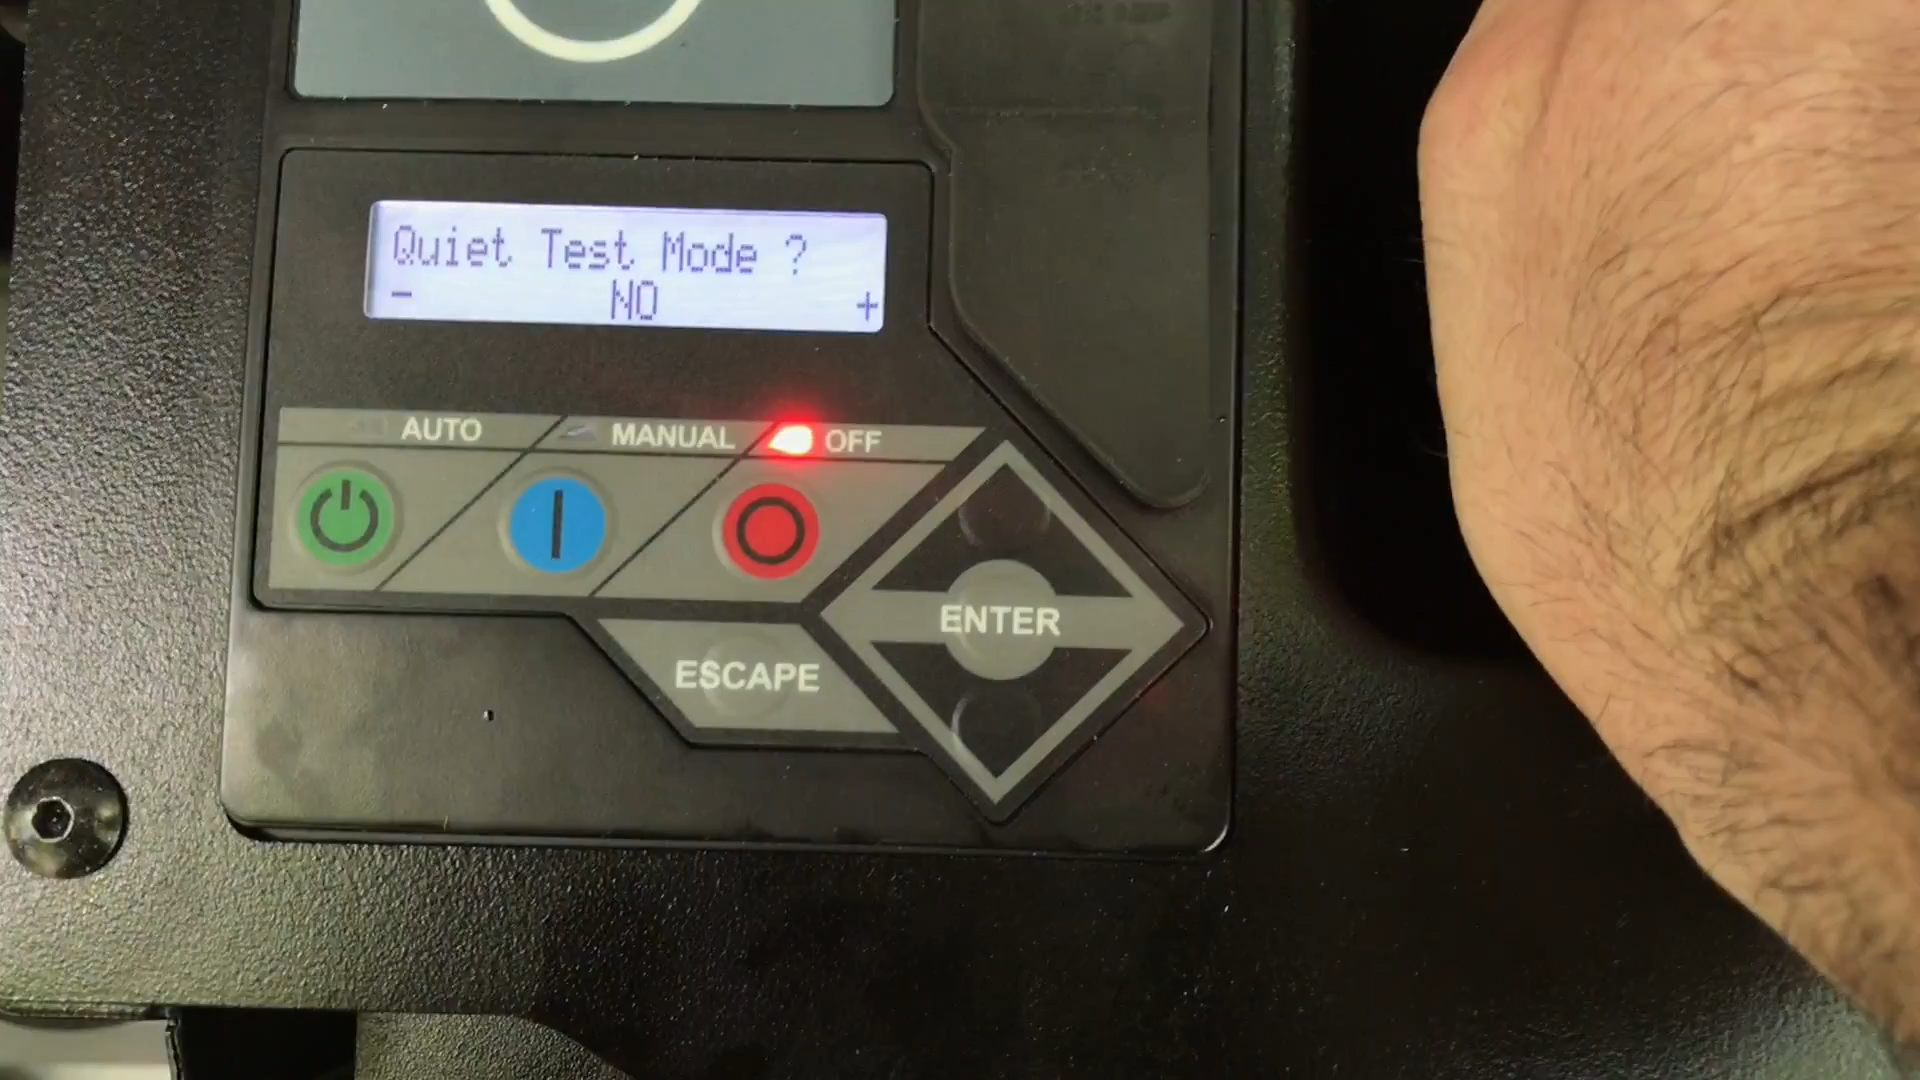 Quiet Test Mode ?
- NO +
AUTO MANUAL OFF
ENTER
ESCAPE